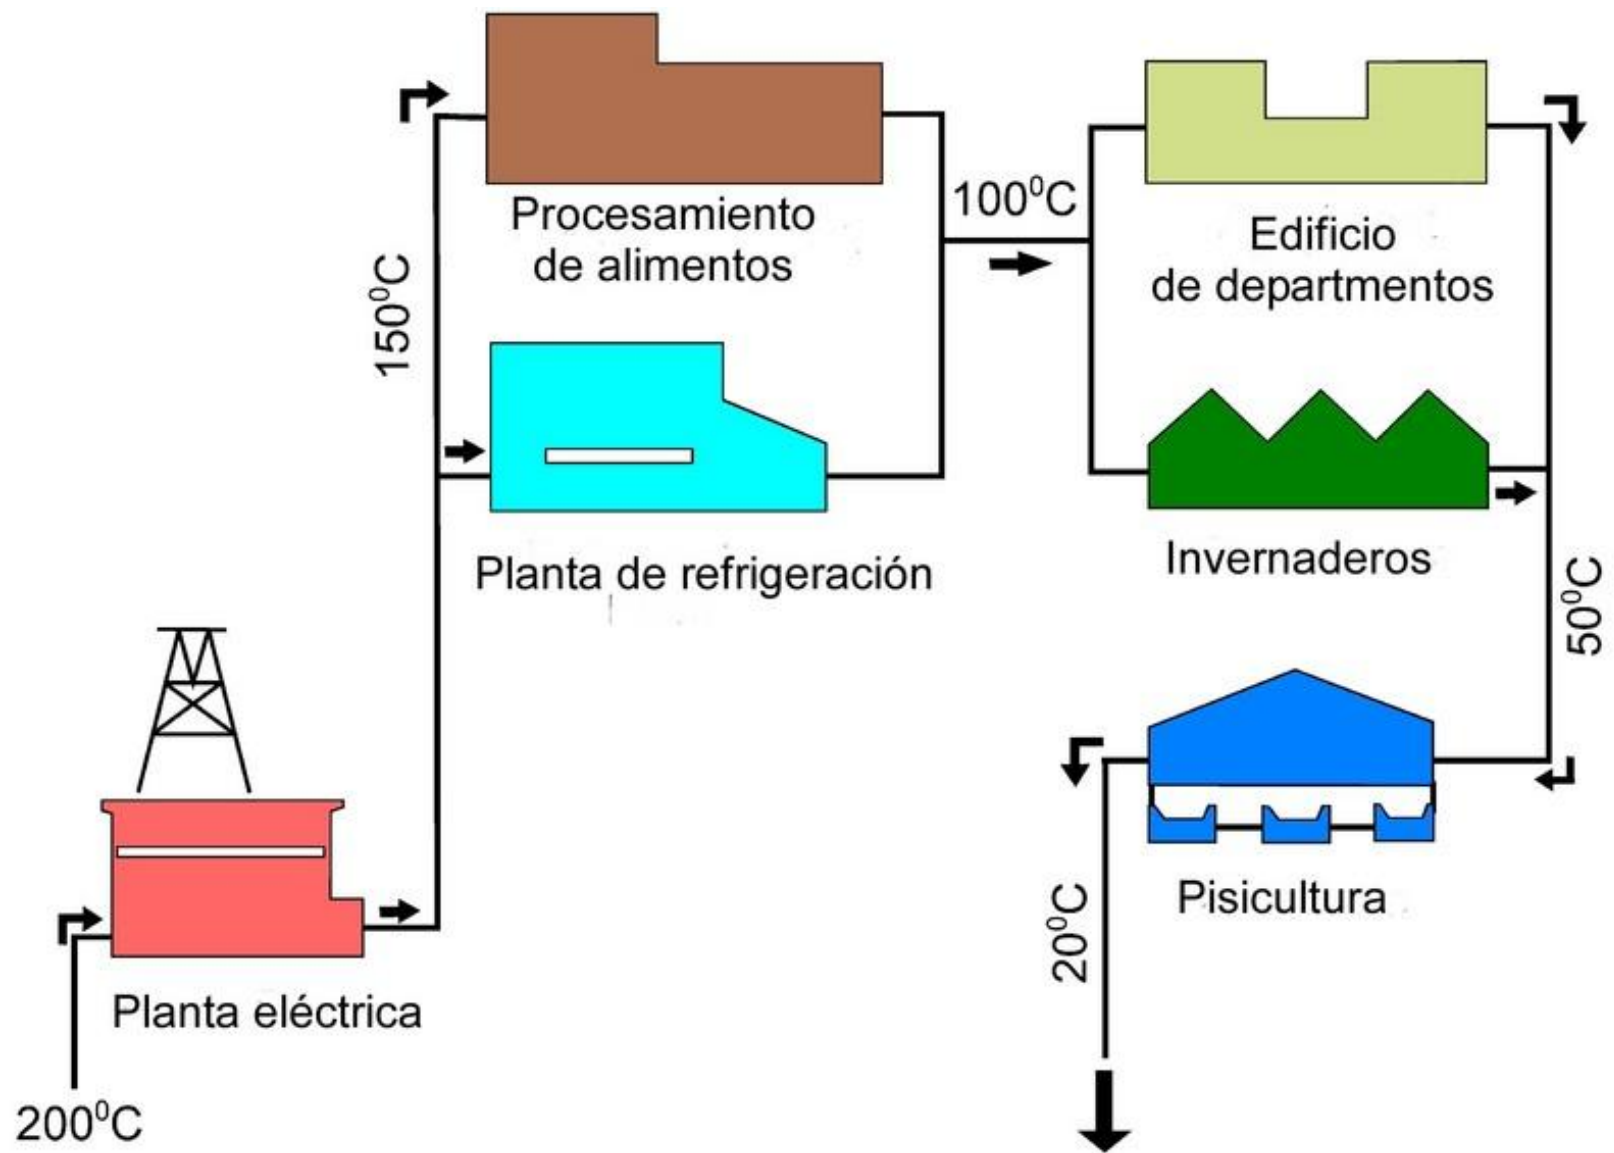 Procesamiento
de alimentos
150⁰C
Planta de refrigeración
100⁰C
Edificio
de departmentos
Invernaderos
50⁰C
Pisicultura
20⁰C
Planta eléctrica
200⁰C